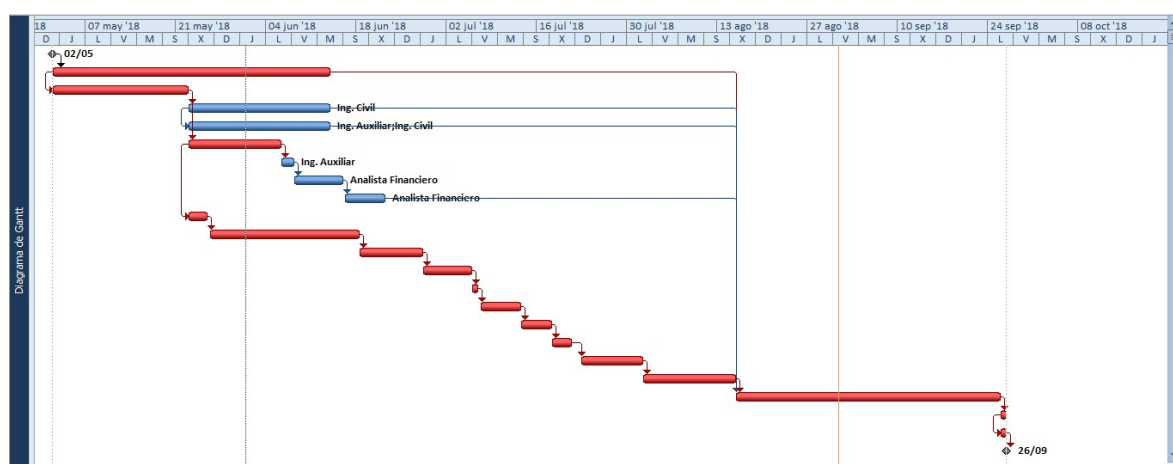 18 07 may '18 21 may '18 04 jun '18 18 jun '18 02 jul '18 16 jul '18 30 jul '18 13 ago '18 27 ago '18 10 sep '18 24 sep '18 08 oct '18
D J L V M S X D J L V M S X D J L V M S X D J L V M S X D J L V M S X D J L V M S X D J
02/05
Ing. Civil
Ing. Auxiliar;Ing. Civil
Ing. Auxiliar
Analista Financiero
Analista Financiero
Diagrama de Gantt
26/09